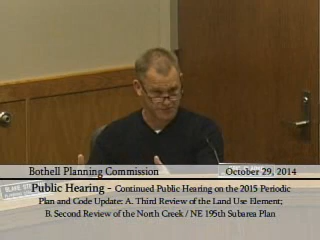 Bothell Planning Commission October 29, 2014
Public Hearing - Continued Public Hearing on the 2015 Periodic
Plan and Code Update: A. Third Review of the Land Use Element;
B. Second Review of the North Creek / NE 195th Subarea Plan